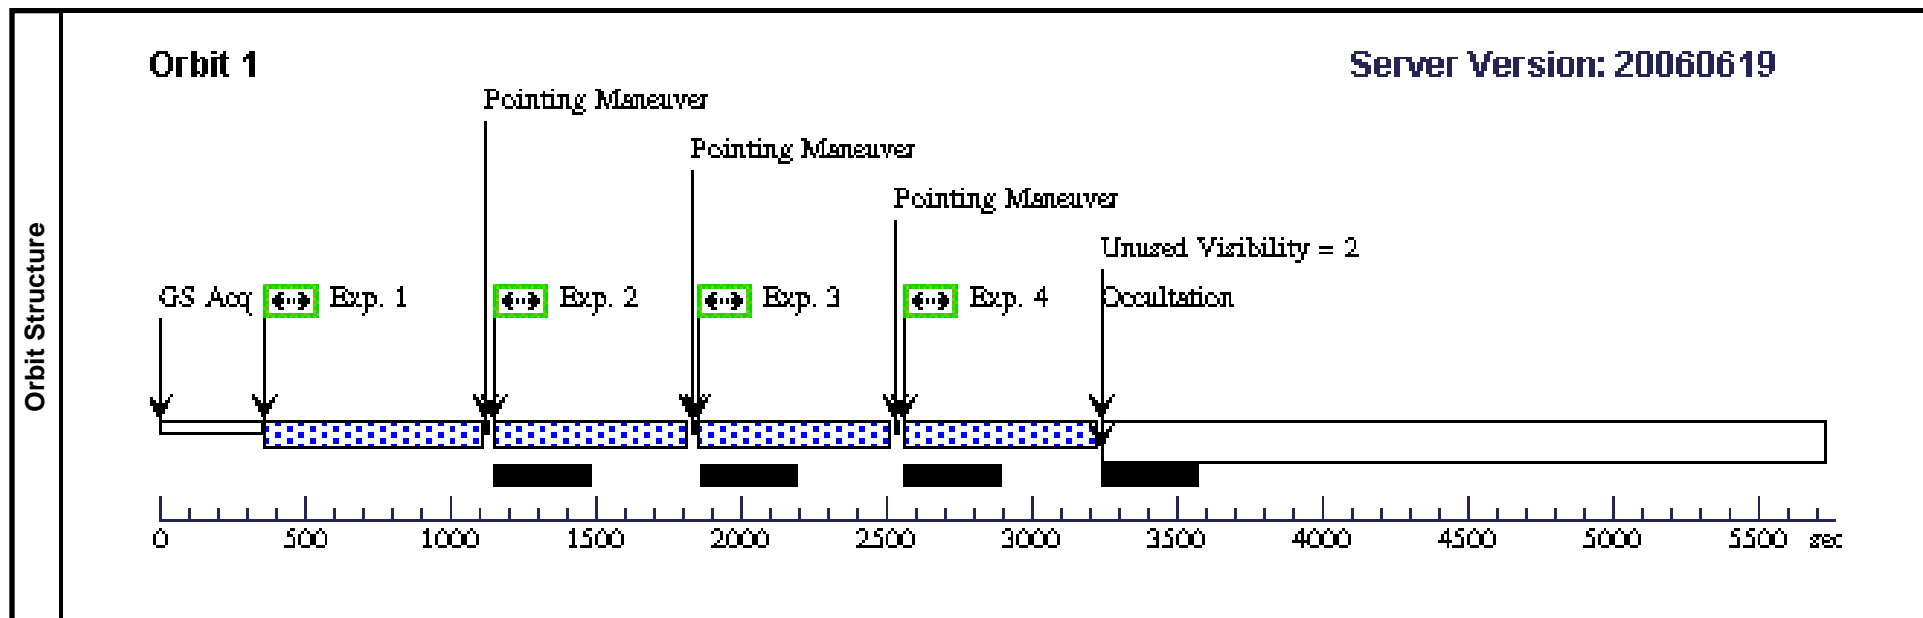 Orbit Structure
Orbit 1
Server Version: 20060619
Pointing Maneuver
Pointing Maneuver
Pointing Maneuver
Unused Visibility = 2
GS Acq
Exp. 1
Exp. 2
Exp. 3
Exp. 4
Occultation
0 500 1000 1500 2000 2500 3000 3500 4000 4500 5000 5500 sec